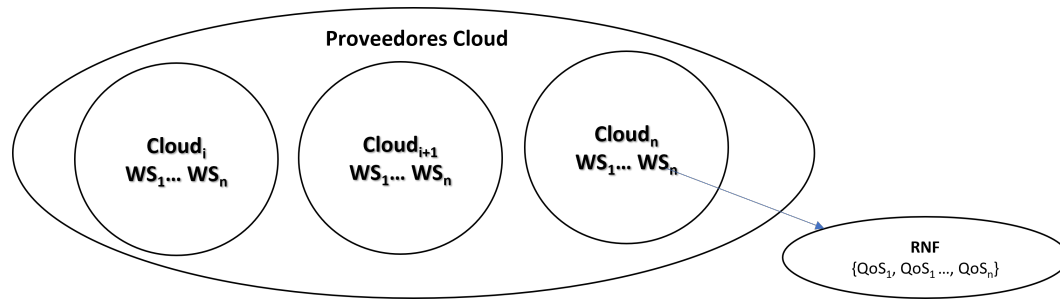 Proveedores Cloud
Cloudᵢ
WS₁... WSₙ
Cloudᵢ₊₁
WS₁... WSₙ
Cloudₙ
WS₁... WSₙ
RNF
{QoS₁, QoS₁ ..., QoSₙ}